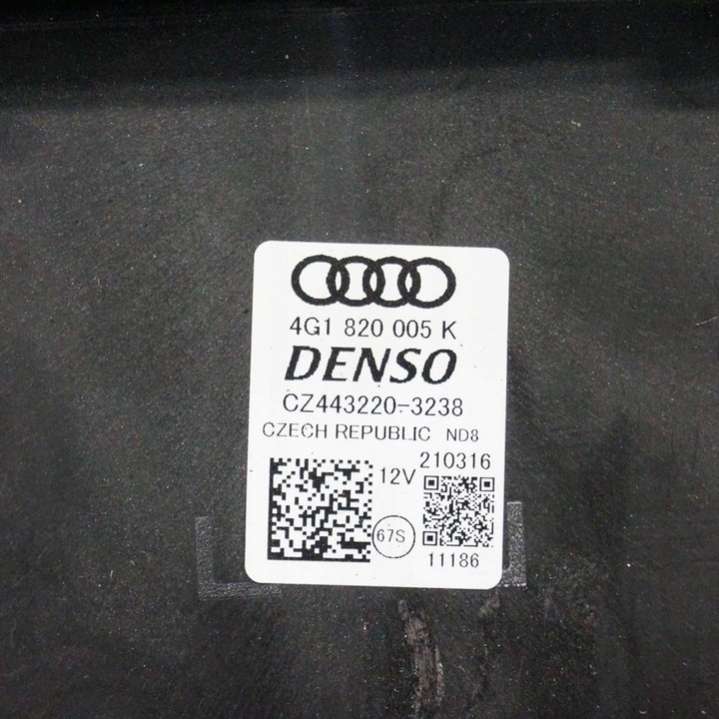 4G1 820 005 K
DENSO
CZ443220-3238
CZECH REPUBLIC ND8
210316
12V
67S
11186